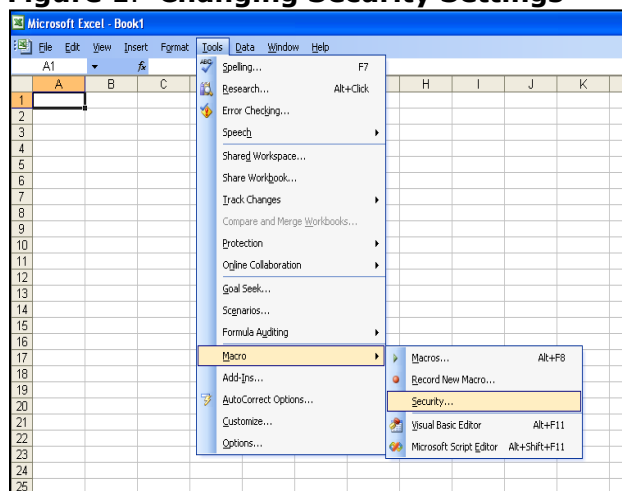 Figure 1. Changing Security Settings
Microsoft Excel - Book1
File Edit View Insert Format Tools Data Window Help
A1 fx
A B C H I J K
Spelling... F7
Research... Alt+Click
Error Checking...
Speech
Shared Workspace...
Share Workbook...
Track Changes
Compare and Merge Workbooks...
Protection
Online Collaboration
Goal Seek...
Scenarios...
Formula Auditing
Macro
Add-Ins...
AutoCorrect Options...
Customize...
Options...
Macros... Alt+F8
Record New Macro...
Security...
Visual Basic Editor Alt+F11
Microsoft Script Editor Alt+Shift+F11
1
2
3
4
5
6
7
8
9
10
11
12
13
14
15
16
17
18
19
20
21
22
23
24
25